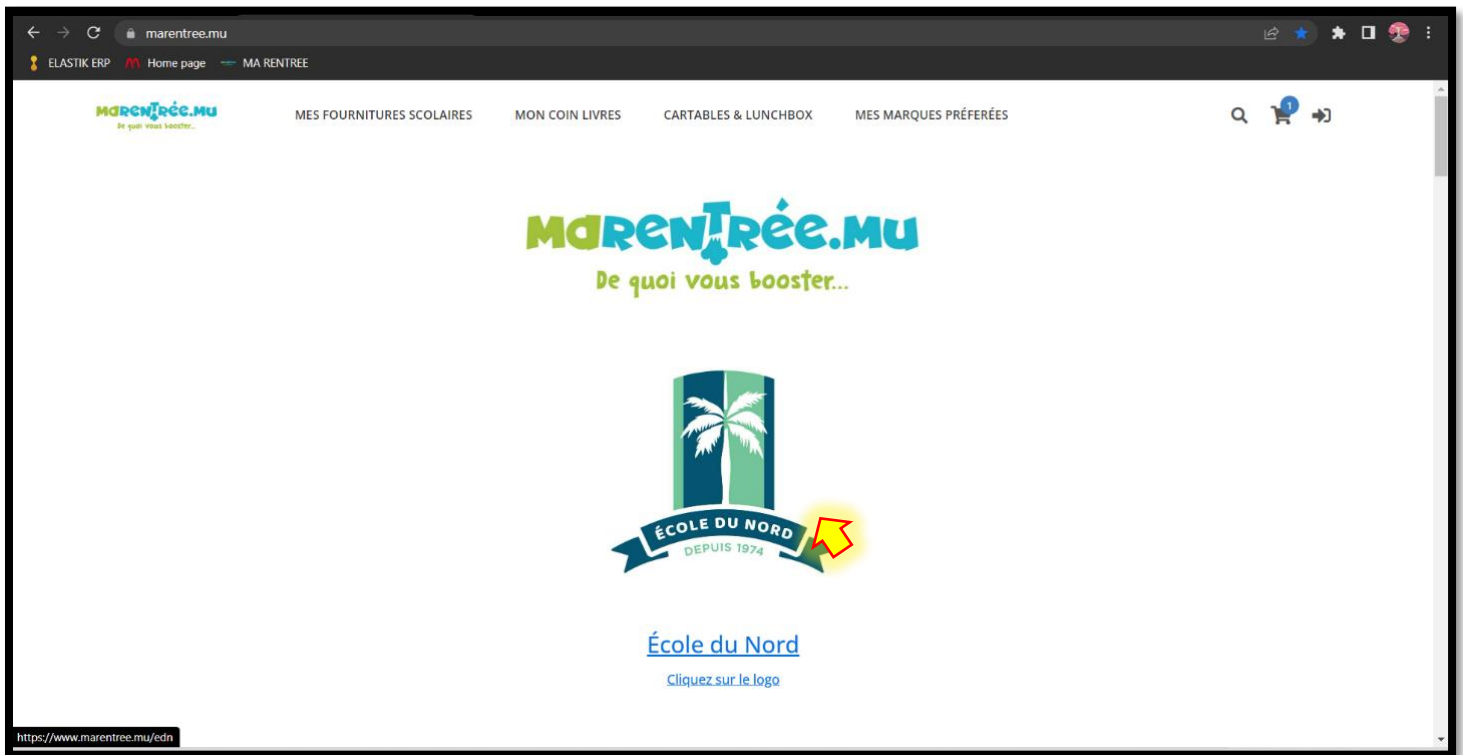 marentree.mu
ELASTIK ERP Home page MA RENTREE
MaRenTRée.MU
De quoi vous booster..
MES FOURNITURES SCOLAIRES MON COIN LIVRES CARTABLES & LUNCHBOX MES MARQUES PRÉFERÉES
1
MaRenTRée.MU
De quoi vous booster...
ÉCOLE DU NORD
DEPUIS 1974
École du Nord
Cliquez sur le logo
https://www.marentree.mu/edn